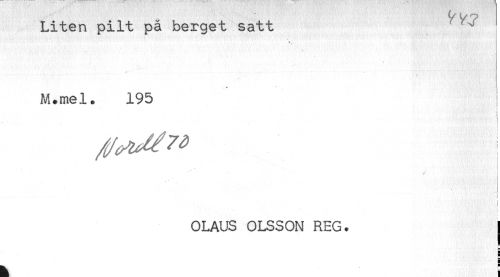 Liten pilt på berget satt 443
M.mel. 195
Nordl 70
OLAUS OLSSON REG.